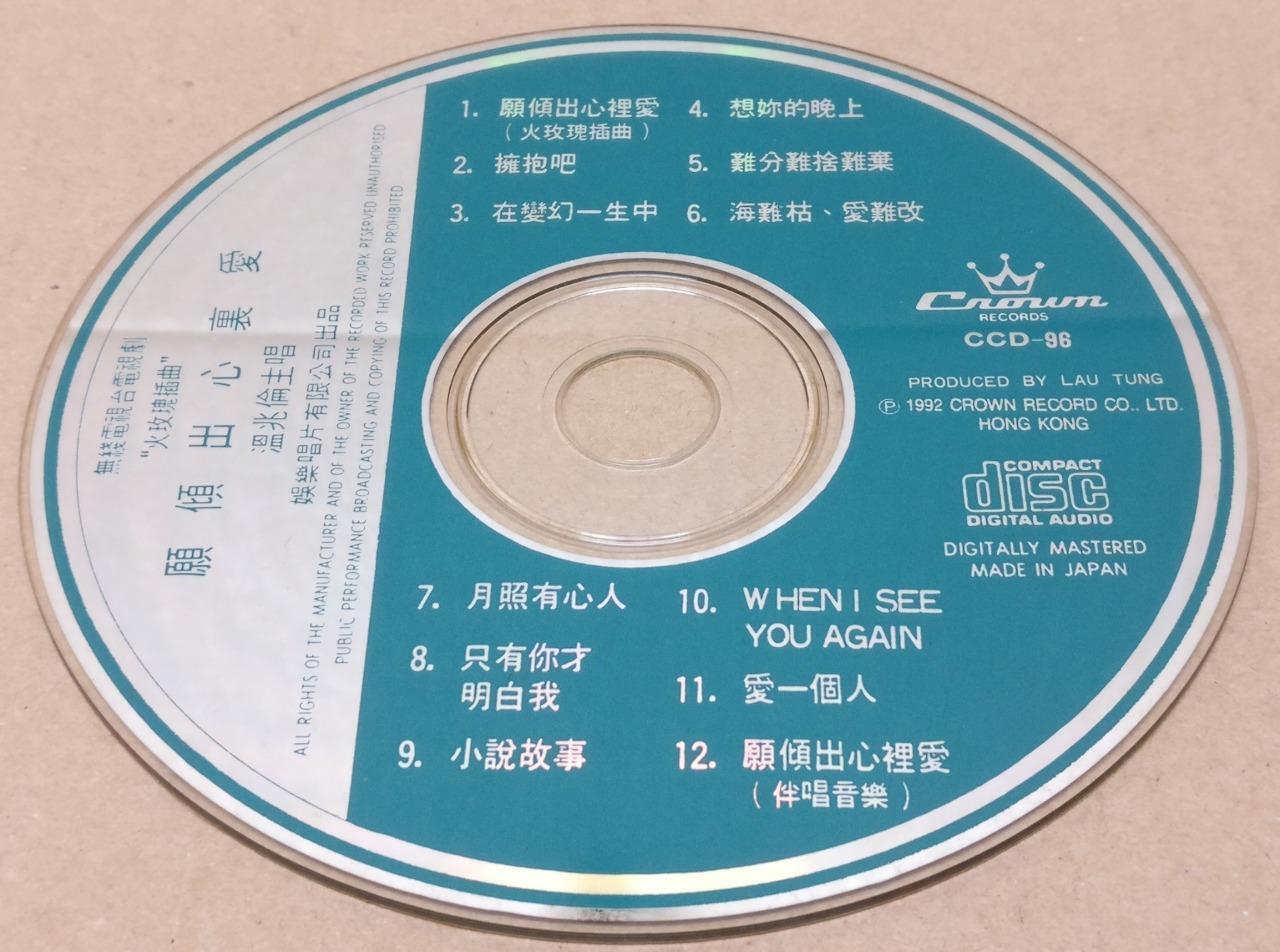 1. 願傾出心裡愛
(火玫瑰插曲)
2. 擁抱吧
3. 在變幻一生中
4. 想妳的晚上
5. 難分難捨難棄
6. 海難枯、愛難改
Crown
RECORDS
CCD-96
PRODUCED BY LAU TUNG
Ⓟ 1992 CROWN RECORD CO., LTD.
HONG KONG
COMPACT
disc
DIGITAL AUDIO
DIGITALLY MASTERED
MADE IN JAPAN
7. 月照有心人
8. 只有你才
明白我
9. 小說故事
10. WHEN I SEE
YOU AGAIN
11. 愛一個人
12. 願傾出心裡愛
(伴唱音樂)
無綫電視台電視劇
"火玫瑰插曲"
願傾出心裏愛
溫兆倫主唱
娛樂唱片有限公司出品
ALL RIGHTS OF THE MANUFACTURER AND OF THE OWNER OF THE RECORDED WORK RESERVED UNAUTHORISED
PUBLIC PERFORMANCE BROADCASTING AND COPYING OF THIS RECORD PROHIBITED